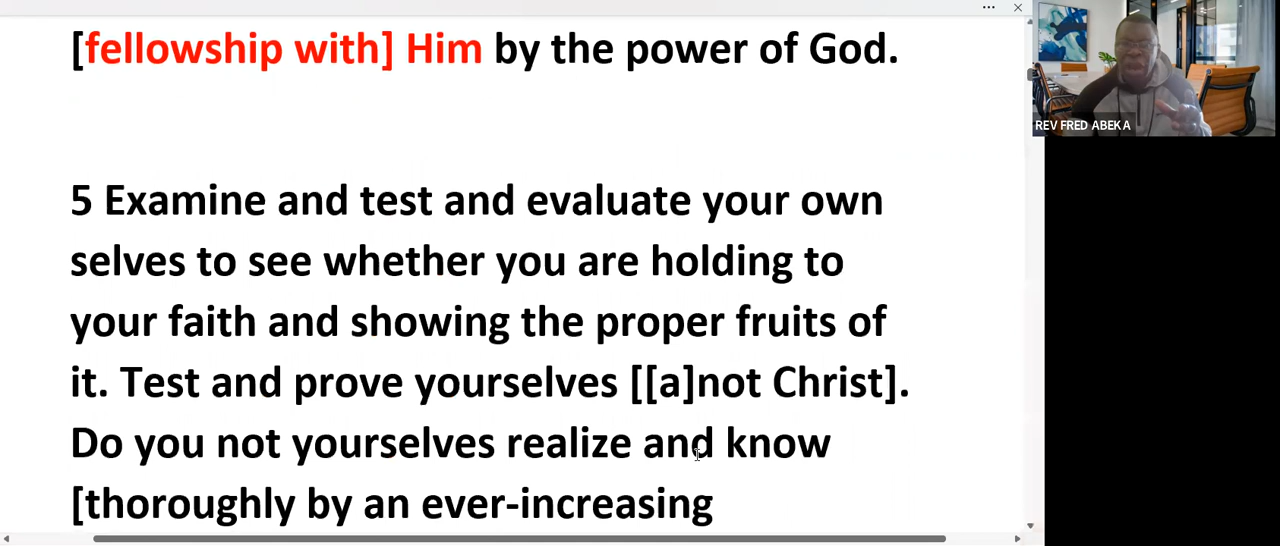 [fellowship with] Him by the power of God.
5 Examine and test and evaluate your own
selves to see whether you are holding to
your faith and showing the proper fruits of
it. Test and prove yourselves [[a]not Christ].
Do you not yourselves realize and know
[thoroughly by an ever-increasing
REV FRED ABEKA